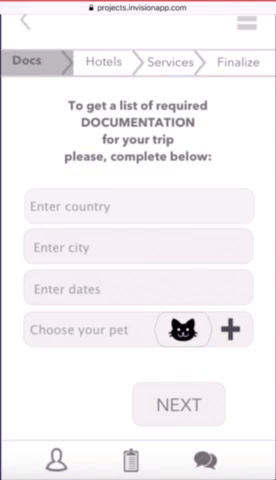 projects.invisionapp.com
Docs
Hotels
Services
Finalize
To get a list of required
DOCUMENTATION
for your trip
please, complete below:
Enter country
Enter city
Enter dates
Choose your pet
NEXT